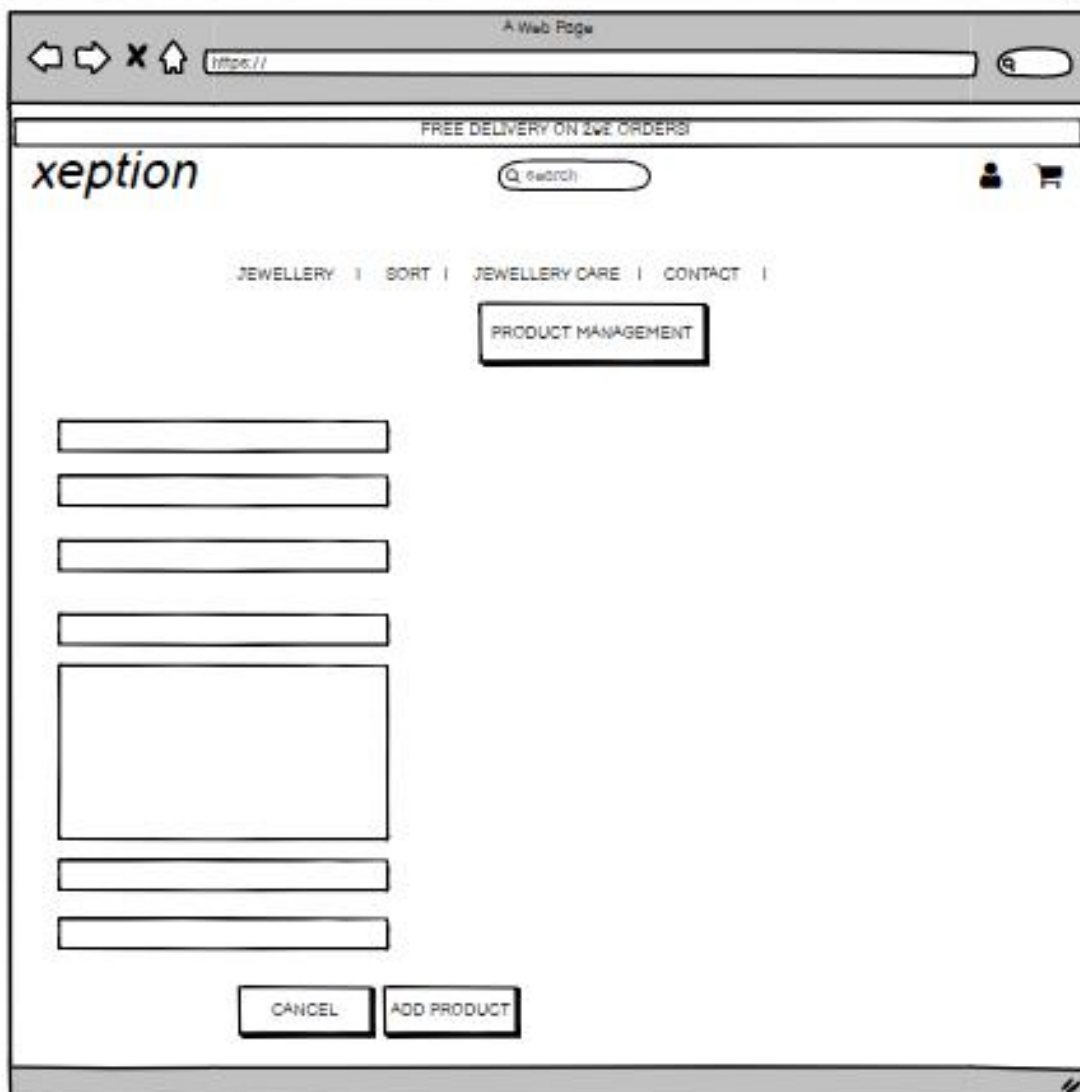 A Web Page
https://
FREE DELIVERY ON ORDERS!
xeption
search
JEWELLERY | SORT | JEWELLERY CARE | CONTACT |
PRODUCT MANAGEMENT
CANCEL
ADD PRODUCT